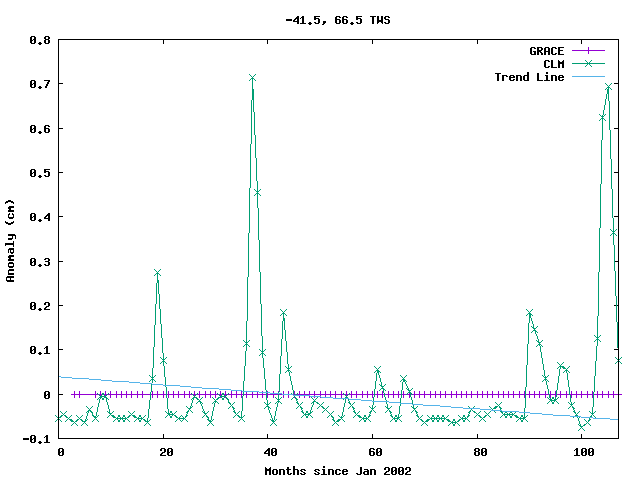 -41.5, 66.5 TWS
GRACE
CLM
Trend Line
0.8
0.7
0.6
0.5
0.4
0.3
0.2
0.1
0
-0.1
Anomaly (cm)
0 20 40 60 80 100
Months since Jan 2002